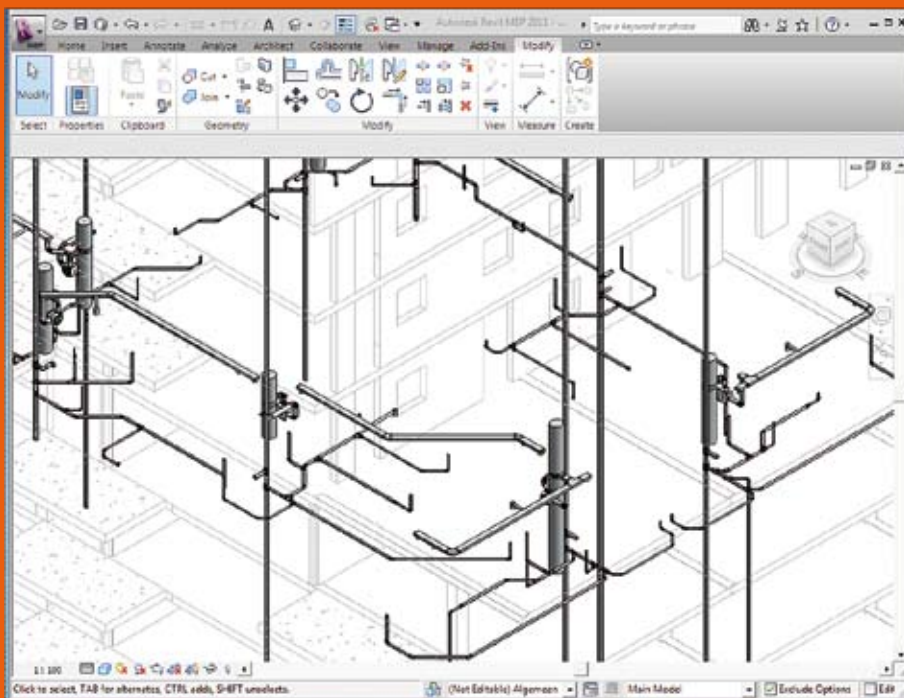 Autodesk Revit MEP 2011 -
Type a keyword or phrase
Home Insert Annotate Analyze Architect Collaborate View Manage Add-Ins Modify
Modify Paste Cut Join
Select Properties Clipboard Geometry Modify View Measure Create
1 : 100
Click to select, TAB for alternates, CTRL adds, SHIFT unselects. (Not Editable) Algemeen Main Model Exclude Options Edit